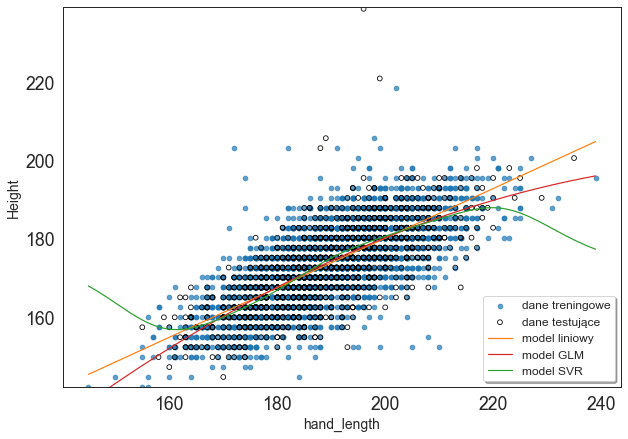 220
200
180
160
Height
160
180
200
220
240
hand_length
dane treningowe
dane testujące
model liniowy
model GLM
model SVR